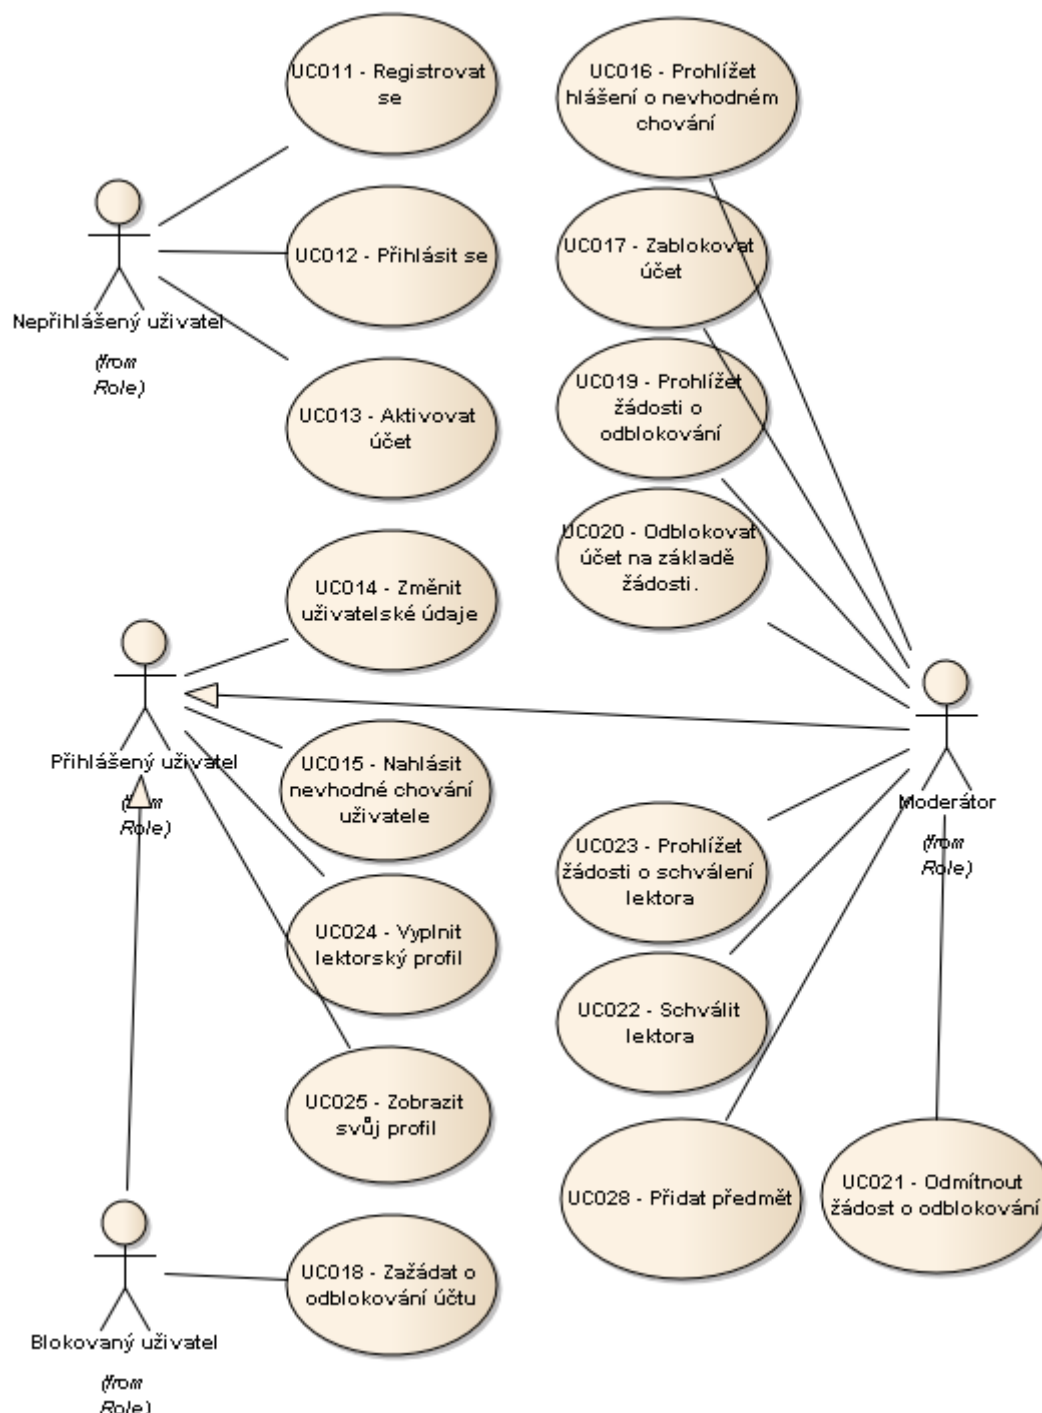 UC011 - Registrovat
se
UC016 - Prohlížet
hlášení o nevhodném
chování
UC012 - Přihlásit se
UC017 - Zablokovat
účet
Nepřihlášený uživatel
(from
Role)
UC013 - Aktivovat
účet
UC019 - Prohlížet
žádosti o
odblokování
UC020 - Odblokovat
účet na základě
žádosti.
UC014 - Změnit
uživatelské údaje
Přihlášený uživatel
(from
Role)
UC015 - Nahlásit
nevhodné chování
uživatele
Moderátor
(from
Role)
UC023 - Prohlížet
žádosti o schválení
lektora
UC024 - Vyplnit
lektorský profil
UC022 - Schválit
lektora
UC025 - Zobrazit
svůj profil
UC028 - Přidat předmět
UC021 - Odmítnout
žádost o odblokování
UC018 - Zažádat o
odblokování účtu
Blokovaný uživatel
(from
Role)